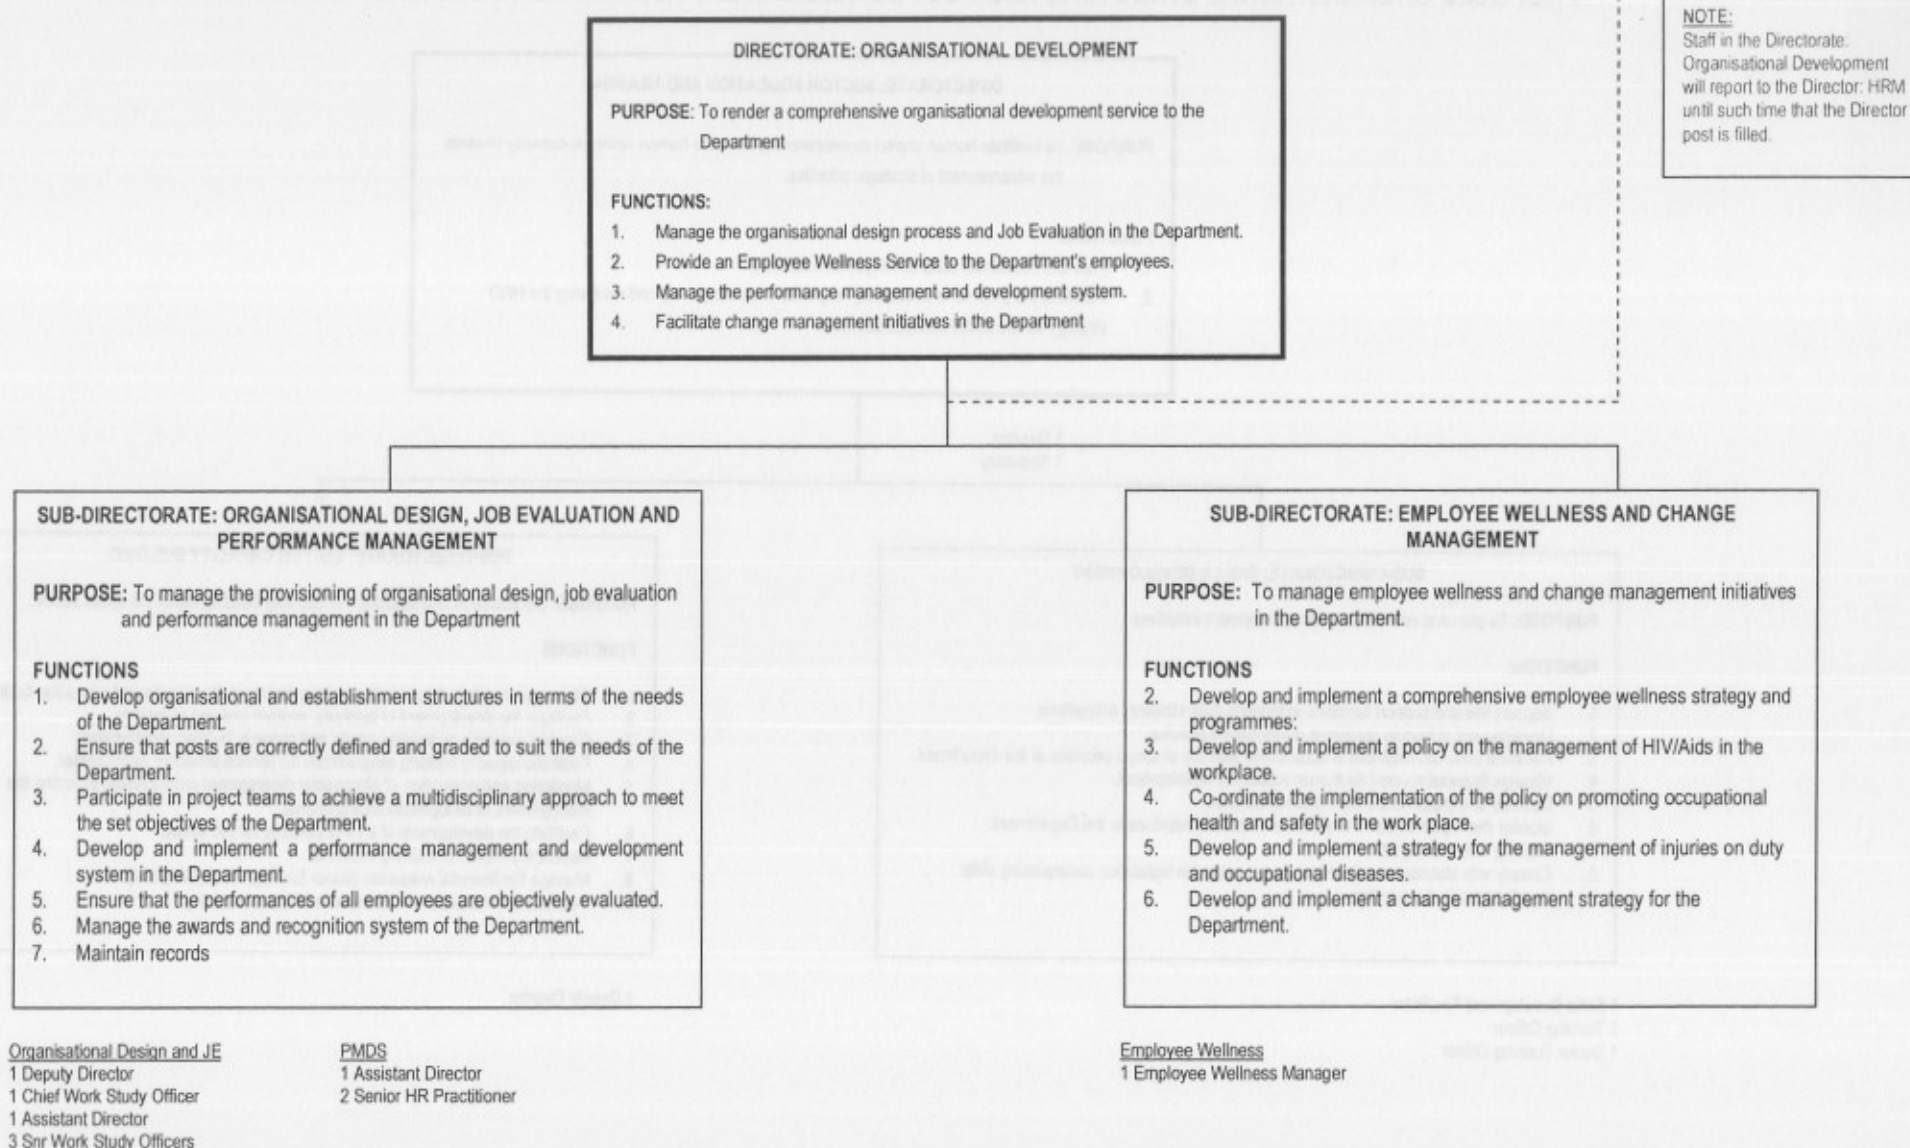 NOTE:
Staff in the Directorate:
Organisational Development
will report to the Director: HRM
until such time that the Director
post is filled.
DIRECTORATE: ORGANISATIONAL DEVELOPMENT
PURPOSE: To render a comprehensive organisational development service to the
Department
FUNCTIONS:
1. Manage the organisational design process and Job Evaluation in the Department.
2. Provide an Employee Wellness Service to the Department's employees.
3. Manage the performance management and development system.
4. Facilitate change management initiatives in the Department
SUB-DIRECTORATE: ORGANISATIONAL DESIGN, JOB EVALUATION AND
PERFORMANCE MANAGEMENT
PURPOSE: To manage the provisioning of organisational design, job evaluation
and performance management in the Department
FUNCTIONS
1. Develop organisational and establishment structures in terms of the needs
of the Department.
2. Ensure that posts are correctly defined and graded to suit the needs of the
Department.
3. Participate in project teams to achieve a multidisciplinary approach to meet
the set objectives of the Department.
4. Develop and implement a performance management and development
system in the Department.
5. Ensure that the performances of all employees are objectively evaluated.
6. Manage the awards and recognition system of the Department.
7. Maintain records
SUB-DIRECTORATE: EMPLOYEE WELLNESS AND CHANGE
MANAGEMENT
PURPOSE: To manage employee wellness and change management initiatives
in the Department.
FUNCTIONS
2. Develop and implement a comprehensive employee wellness strategy and
programmes:
3. Develop and implement a policy on the management of HIV/Aids in the
workplace.
4. Co-ordinate the implementation of the policy on promoting occupational
health and safety in the work place.
5. Develop and implement a strategy for the management of injuries on duty
and occupational diseases.
6. Develop and implement a change management strategy for the
Department.
Organisational Design and JE
1 Deputy Director
1 Chief Work Study Officer
1 Assistant Director
3 Snr Work Study Officers
PMDS
1 Assistant Director
2 Senior HR Practitioner
Employee Wellness
1 Employee Wellness Manager